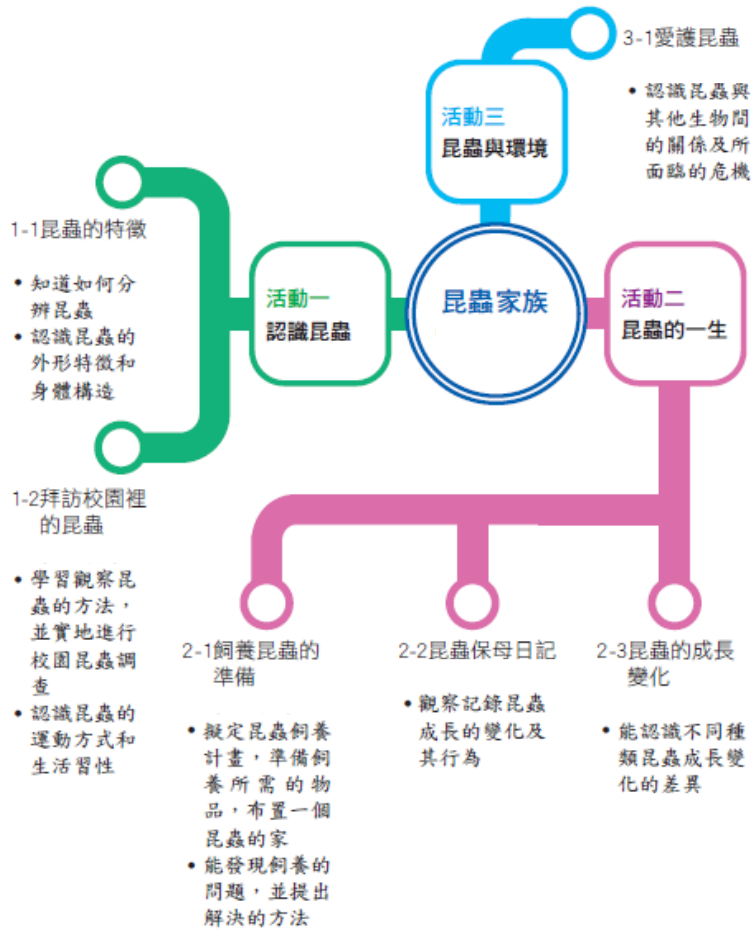 昆蟲家族
活動一
認識昆蟲
1-1昆蟲的特徵
• 知道如何分
辨昆蟲
• 認識昆蟲的
外形特徵和
身體構造
1-2拜訪校園裡
的昆蟲
• 學習觀察昆
蟲的方法，
並實地進行
校園昆蟲調
查
• 認識昆蟲的
運動方式和
生活習性
活動二
昆蟲的一生
2-1飼養昆蟲的
準備
• 擬定昆蟲飼養
計畫，準備飼
養所需的物
品，布置一個
昆蟲的家
• 能發現飼養的
問題，並提出
解決的方法
2-2昆蟲保母日記
• 觀察記錄昆蟲
成長的變化及
其行為
2-3昆蟲的成長
變化
• 能認識不同種
類昆蟲成長變
化的差異
活動三
昆蟲與環境
3-1愛護昆蟲
• 認識昆蟲與
其他生物間
的關係及所
面臨的危機